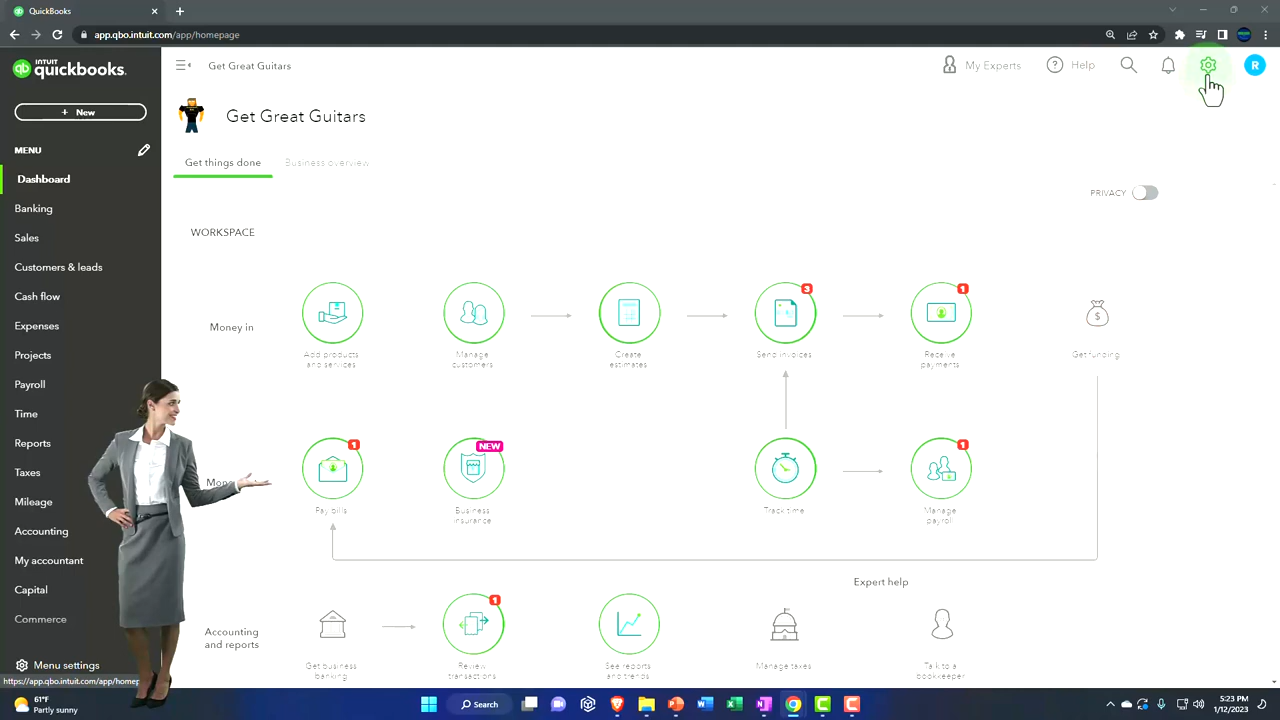 QuickBooks
app.qbo.intuit.com/app/homepage
INTUIT
quickbooks.
Get Great Guitars
My Experts
Help
R
+ New
Get Great Guitars
MENU
Get things done
Business overview
Dashboard
PRIVACY
Banking
WORKSPACE
Sales
Customers & leads
Cash flow
Expenses
Projects
Payroll
Time
Reports
Taxes
Mileage
Accounting
My accountant
Capital
Commerce
Menu settings
Money in
3
1
Add products
and services
Manage
customers
Create
estimates
Send invoices
Receive
payments
$
Get funding
1
NEW
1
Pay bills
Business
insurance
Track time
Manage
payroll
Expert help
Accounting
and reports
1
Get business
banking
Review
transactions
See reports
and trends
Manage taxes
Talk to a
bookkeeper
https://app.qbo.intuit.com/app/homep
61°F
Partly sunny
Search
5:23 PM
1/12/2023